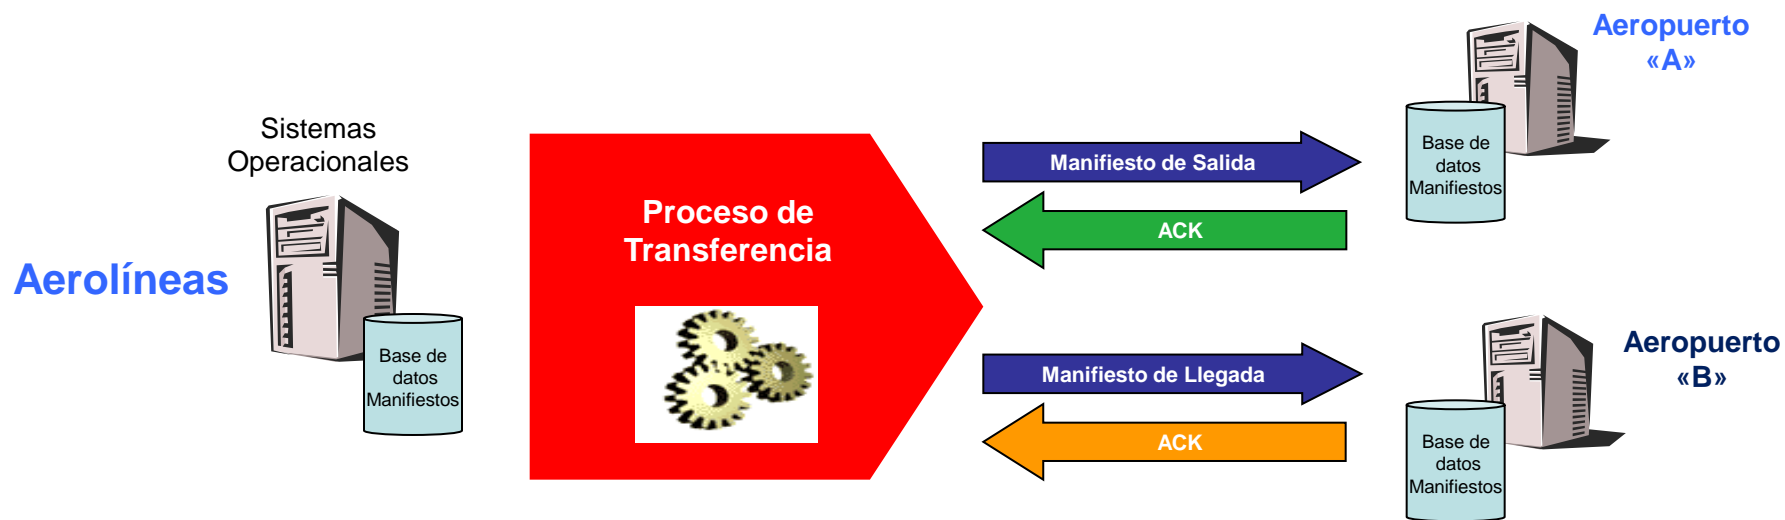 Aerolíneas
Sistemas
Operacionales
Base de
datos
Manifiestos
Proceso de
Transferencia
Manifiesto de Salida
ACK
Aeropuerto
«A»
Base de
datos
Manifiestos
Manifiesto de Llegada
ACK
Aeropuerto
«B»
Base de
datos
Manifiestos